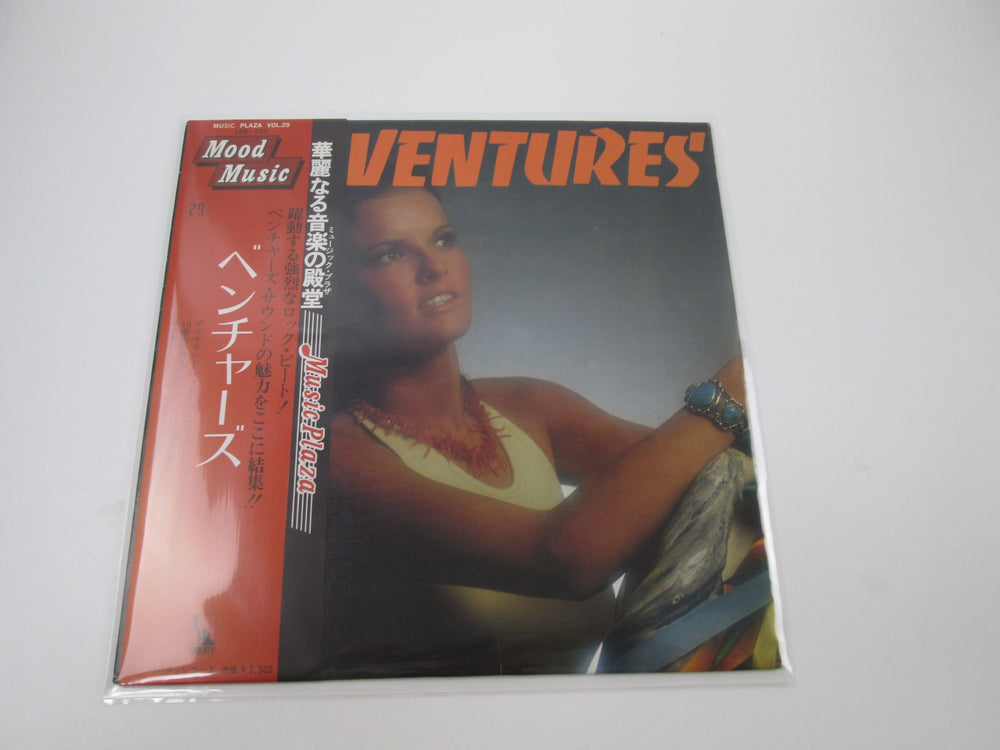 MUSIC PLAZA VOL.29
Mood
Music
29
ベンチャーズ
躍動する強烈なロック・ビート！
ベンチャーズ・サウンドの魅力をここに結集!!
華麗なる音楽の殿堂
ミュージック・プラザ
Music Plaza
定価 ¥2,500
VENTURES